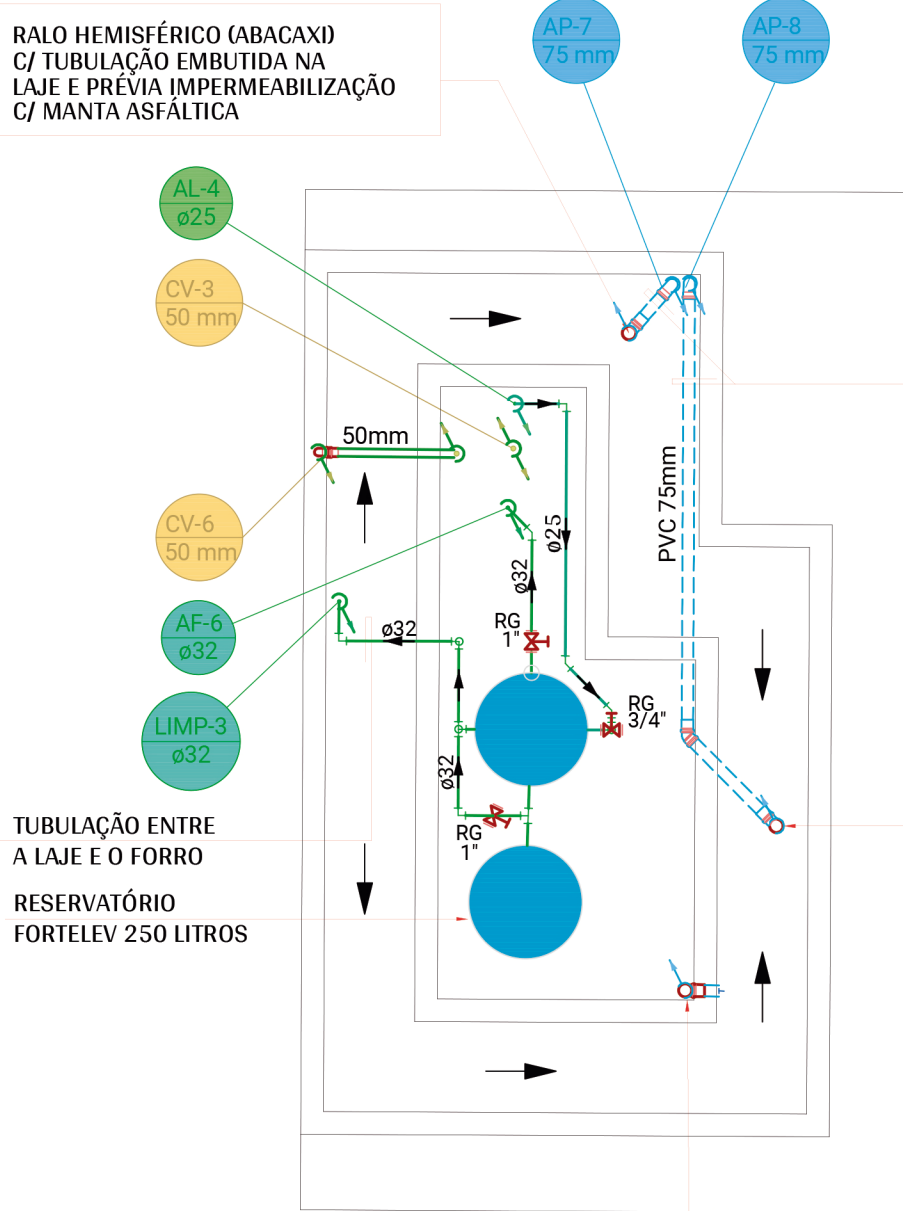 RALO HEMISFÉRICO (ABACAXI)
C/ TUBULAÇÃO EMBUTIDA NA
LAJE E PRÉVIA IMPERMEABILIZAÇÃO
C/ MANTA ASFÁLTICA
AP-7
75 mm
AP-8
75 mm
AL-4
ø25
CV-3
50 mm
50mm
PVC 75mm
CV-6
50 mm
ø25
ø32
AF-6
ø32
ø32
RG
1"
LIMP-3
ø32
RG
3/4"
ø32
RG
1"
TUBULAÇÃO ENTRE
A LAJE E O FORRO
RESERVATÓRIO
FORTELEV 250 LITROS